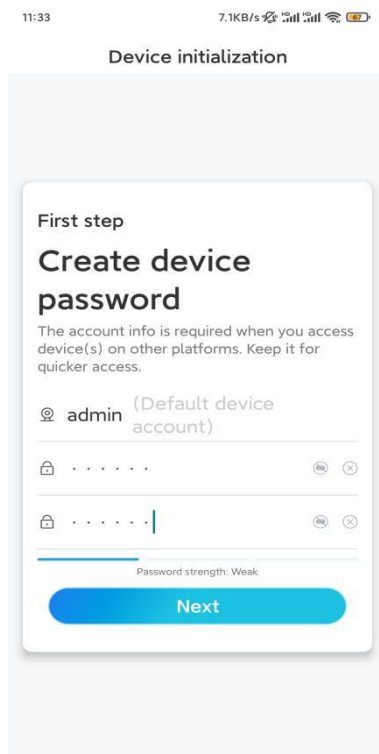 11:33
7.1KB/s
67
Device initialization
First step
Create device
password
The account info is required when you access
device(s) on other platforms. Keep it for
quicker access.
admin (Default device
account)
······
······
Password strength: Weak
Next